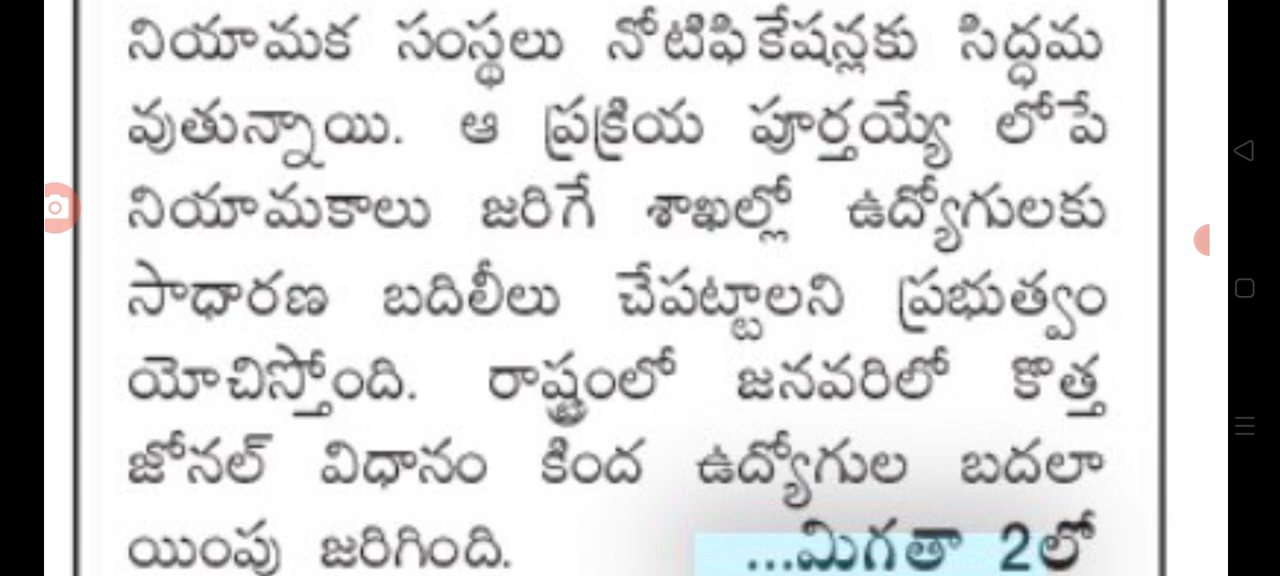 నియామక సంస్థలు నోటిఫికేషన్లకు సిద్ధమ
వుతున్నాయి. ఆ ప్రక్రియ పూర్తయ్యే లోపే
నియామకాలు జరిగే శాఖల్లో ఉద్యోగులకు
సాధారణ బదిలీలు చేపట్టాలని ప్రభుత్వం
యోచిస్తోంది. రాష్ట్రంలో జనవరిలో కొత్త
జోనల్ విధానం కింద ఉద్యోగుల బదలా
యింపు జరిగింది. ...మిగతా 2లో